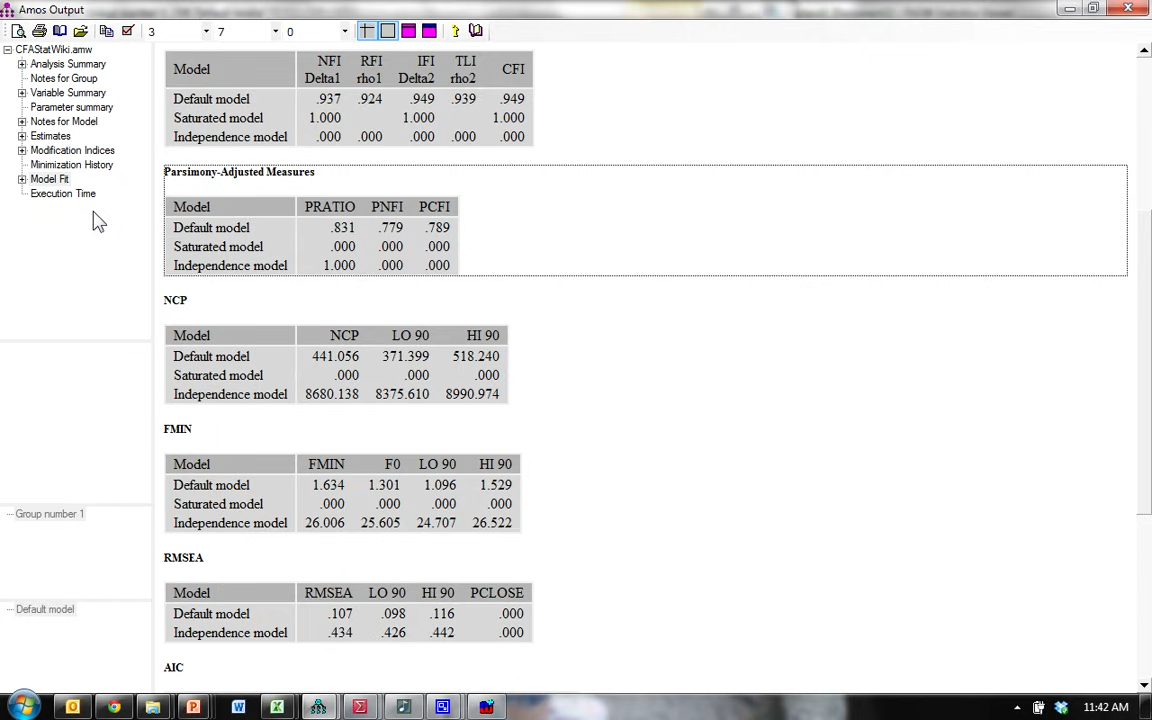 Amos Output
3 7 0
CFAStatWiki.amw
Analysis Summary
Notes for Group
Variable Summary
Parameter summary
Notes for Model
Estimates
Modification Indices
Minimization History
Model Fit
Execution Time
Group number 1
Default model
Model NFI Delta1 RFI rho1 IFI Delta2 TLI rho2 CFI
Default model .937 .924 .949 .939 .949
Saturated model 1.000 1.000 1.000
Independence model .000 .000 .000 .000 .000
Parsimony-Adjusted Measures
Model PRATIO PNFI PCFI
Default model .831 .779 .789
Saturated model .000 .000 .000
Independence model 1.000 .000 .000
NCP
Model NCP LO 90 HI 90
Default model 441.056 371.399 518.240
Saturated model .000 .000 .000
Independence model 8680.138 8375.610 8990.974
FMIN
Model FMIN F0 LO 90 HI 90
Default model 1.634 1.301 1.096 1.529
Saturated model .000 .000 .000 .000
Independence model 26.006 25.605 24.707 26.522
RMSEA
Model RMSEA LO 90 HI 90 PCLOSE
Default model .107 .098 .116 .000
Independence model .434 .426 .442 .000
AIC
11:42 AM